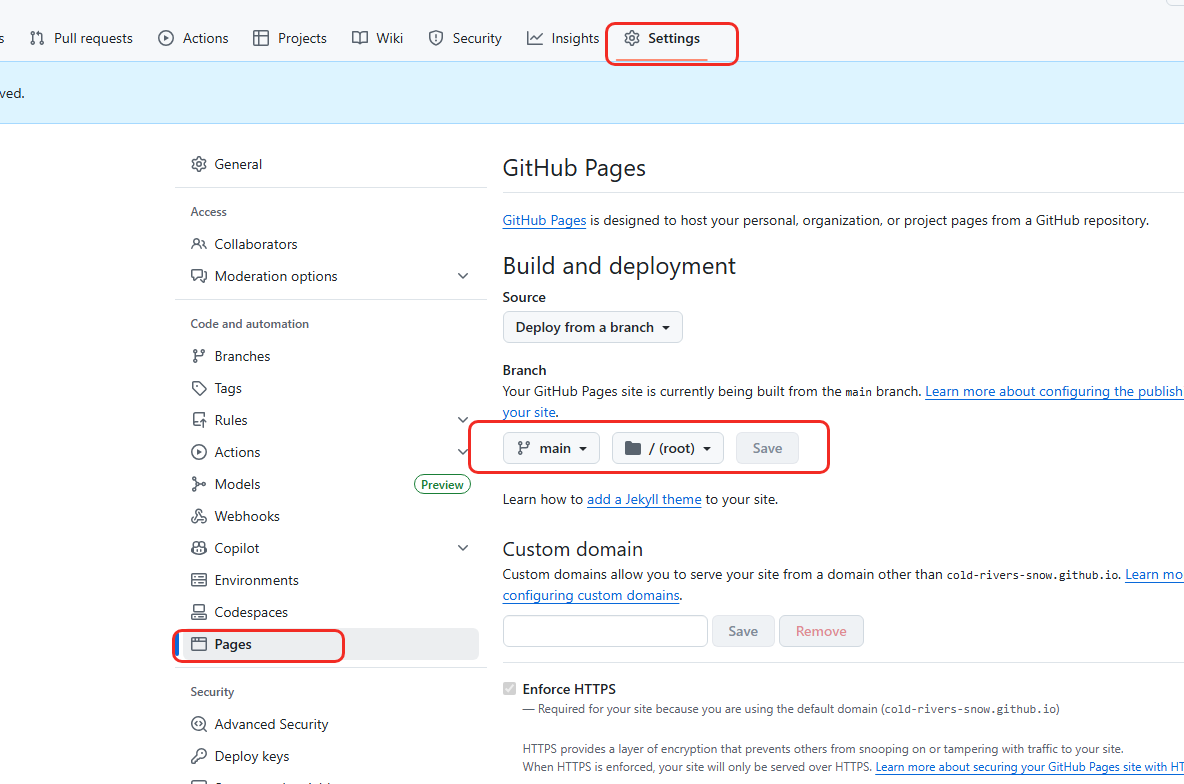 Pull requests Actions Projects Wiki Security Insights Settings
General
Access
Collaborators
Moderation options
Code and automation
Branches
Tags
Rules
Actions
Models Preview
Webhooks
Copilot
Environments
Codespaces
Pages
Security
Advanced Security
Deploy keys
GitHub Pages
GitHub Pages is designed to host your personal, organization, or project pages from a GitHub repository.
Build and deployment
Source
Deploy from a branch
Branch
Your GitHub Pages site is currently being built from the main branch. Learn more about configuring the publish
your site.
main / (root) Save
Learn how to add a Jekyll theme to your site.
Custom domain
Custom domains allow you to serve your site from a domain other than cold-rivers-snow.github.io. Learn mo
configuring custom domains.
Save Remove
Enforce HTTPS
— Required for your site because you are using the default domain (cold-rivers-snow.github.io)
HTTPS provides a layer of encryption that prevents others from snooping on or tampering with traffic to your site.
When HTTPS is enforced, your site will only be served over HTTPS. Learn more about securing your GitHub Pages site with HT